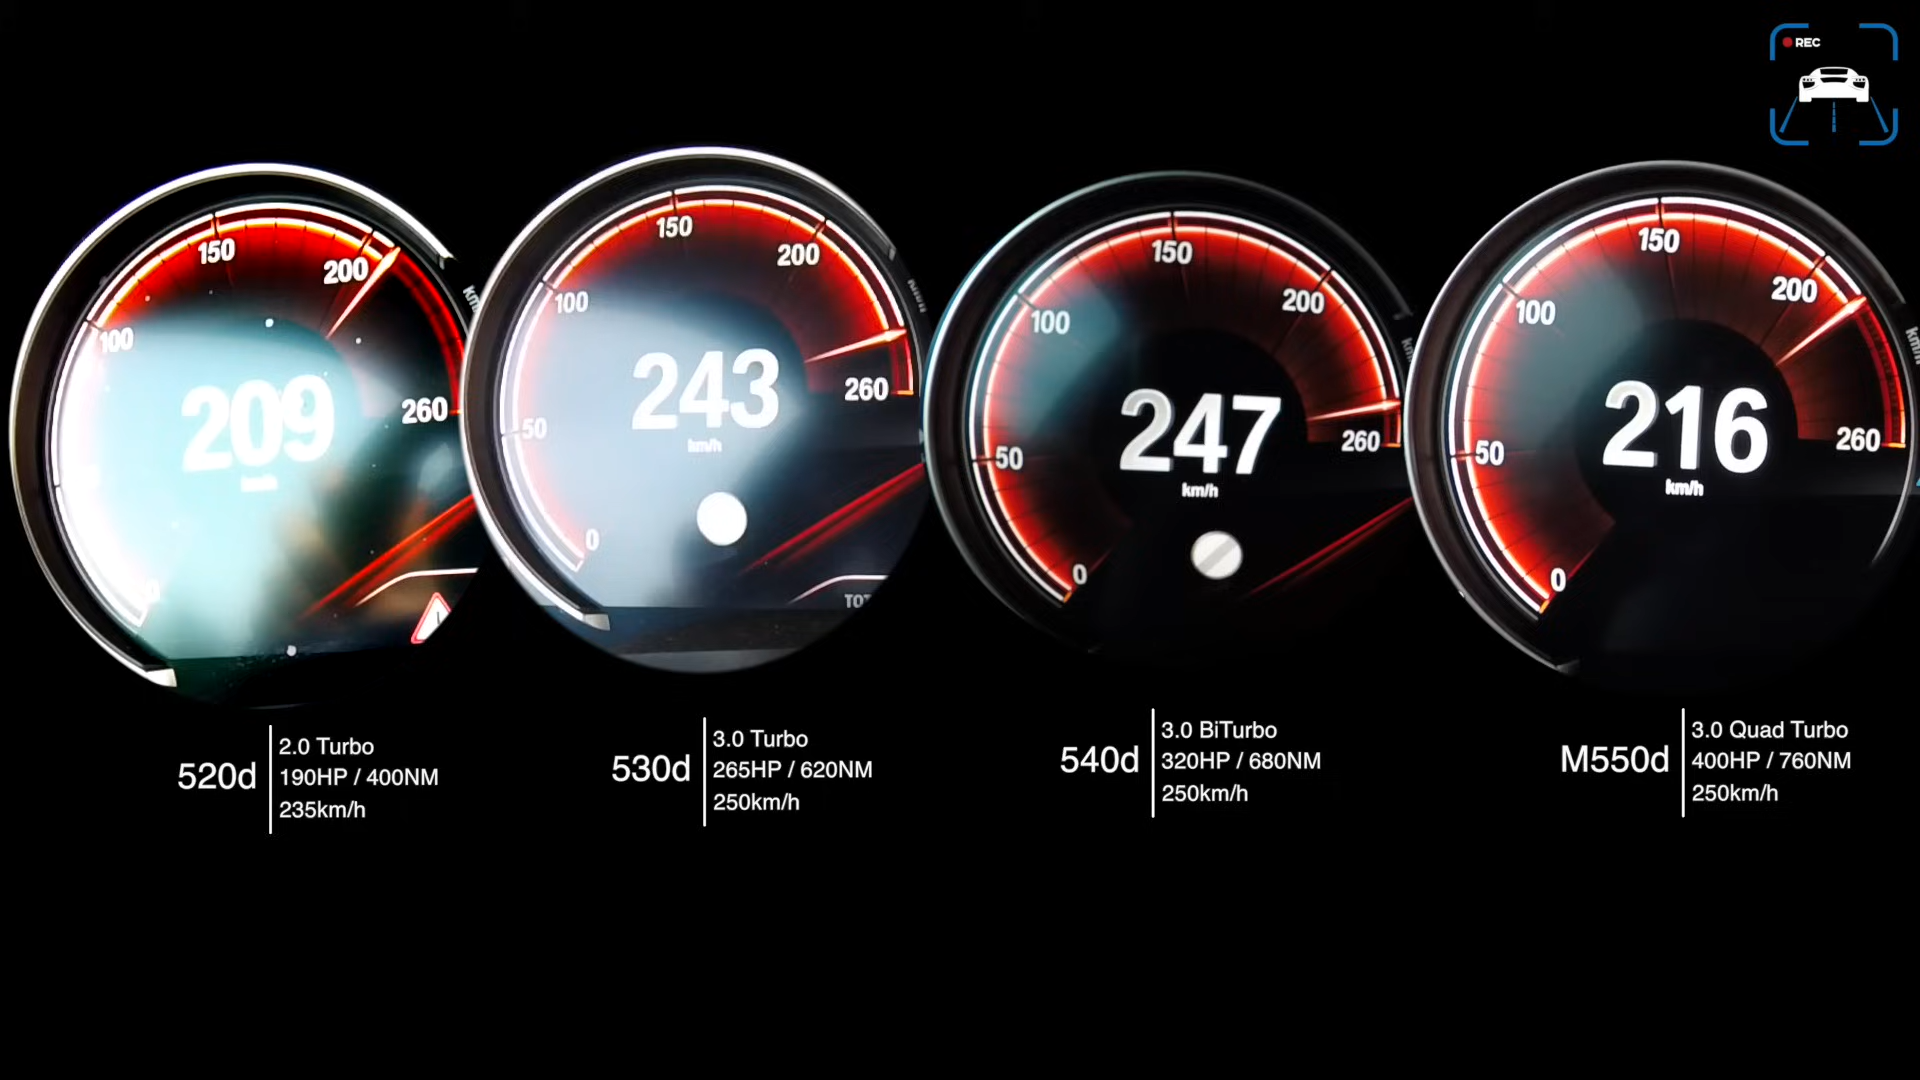 REC
150
200
100
209
260
150
200
100
243
km/h
260
50
0
TOT
150
200
100
247
km/h
260
50
0
150
200
100
216
km/h
260
50
0
520d
2.0 Turbo
190HP / 400NM
235km/h
530d
3.0 Turbo
265HP / 620NM
250km/h
540d
3.0 BiTurbo
320HP / 680NM
250km/h
M550d
3.0 Quad Turbo
400HP / 760NM
250km/h